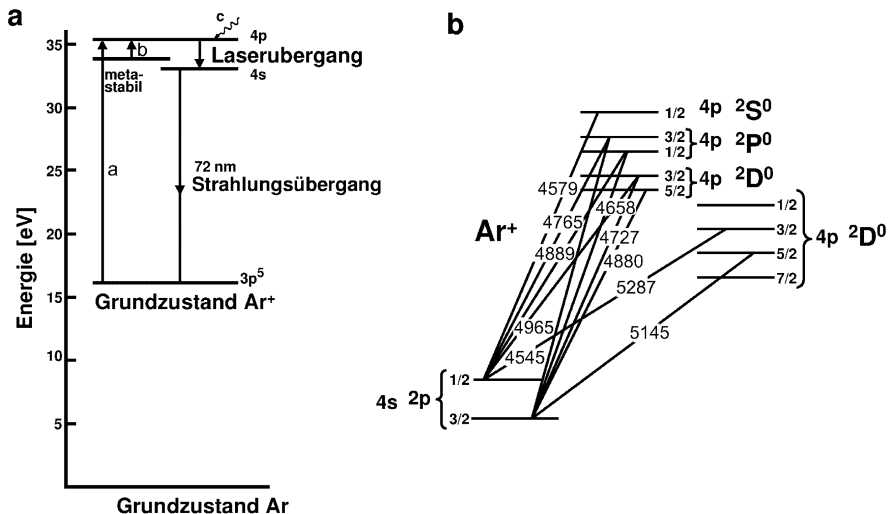 a
c
35
4p
Laserubergang
b
meta-
stabil
4s
30
a
25
72 nm
Strahlungsübergang
20
3p⁵
Grundzustand Ar⁺
15
10
5
Energie [eV]
Grundzustand Ar
b
1/2 4p ²S⁰
3/2
4p ²P⁰
1/2
3/2
4p ²D⁰
5/2
4579
4658
4765
4727
4889
4880
Ar⁺
1/2
3/2
4p ²D⁰
5/2
7/2
5287
5145
4965
4545
1/2
4s 2p
3/2